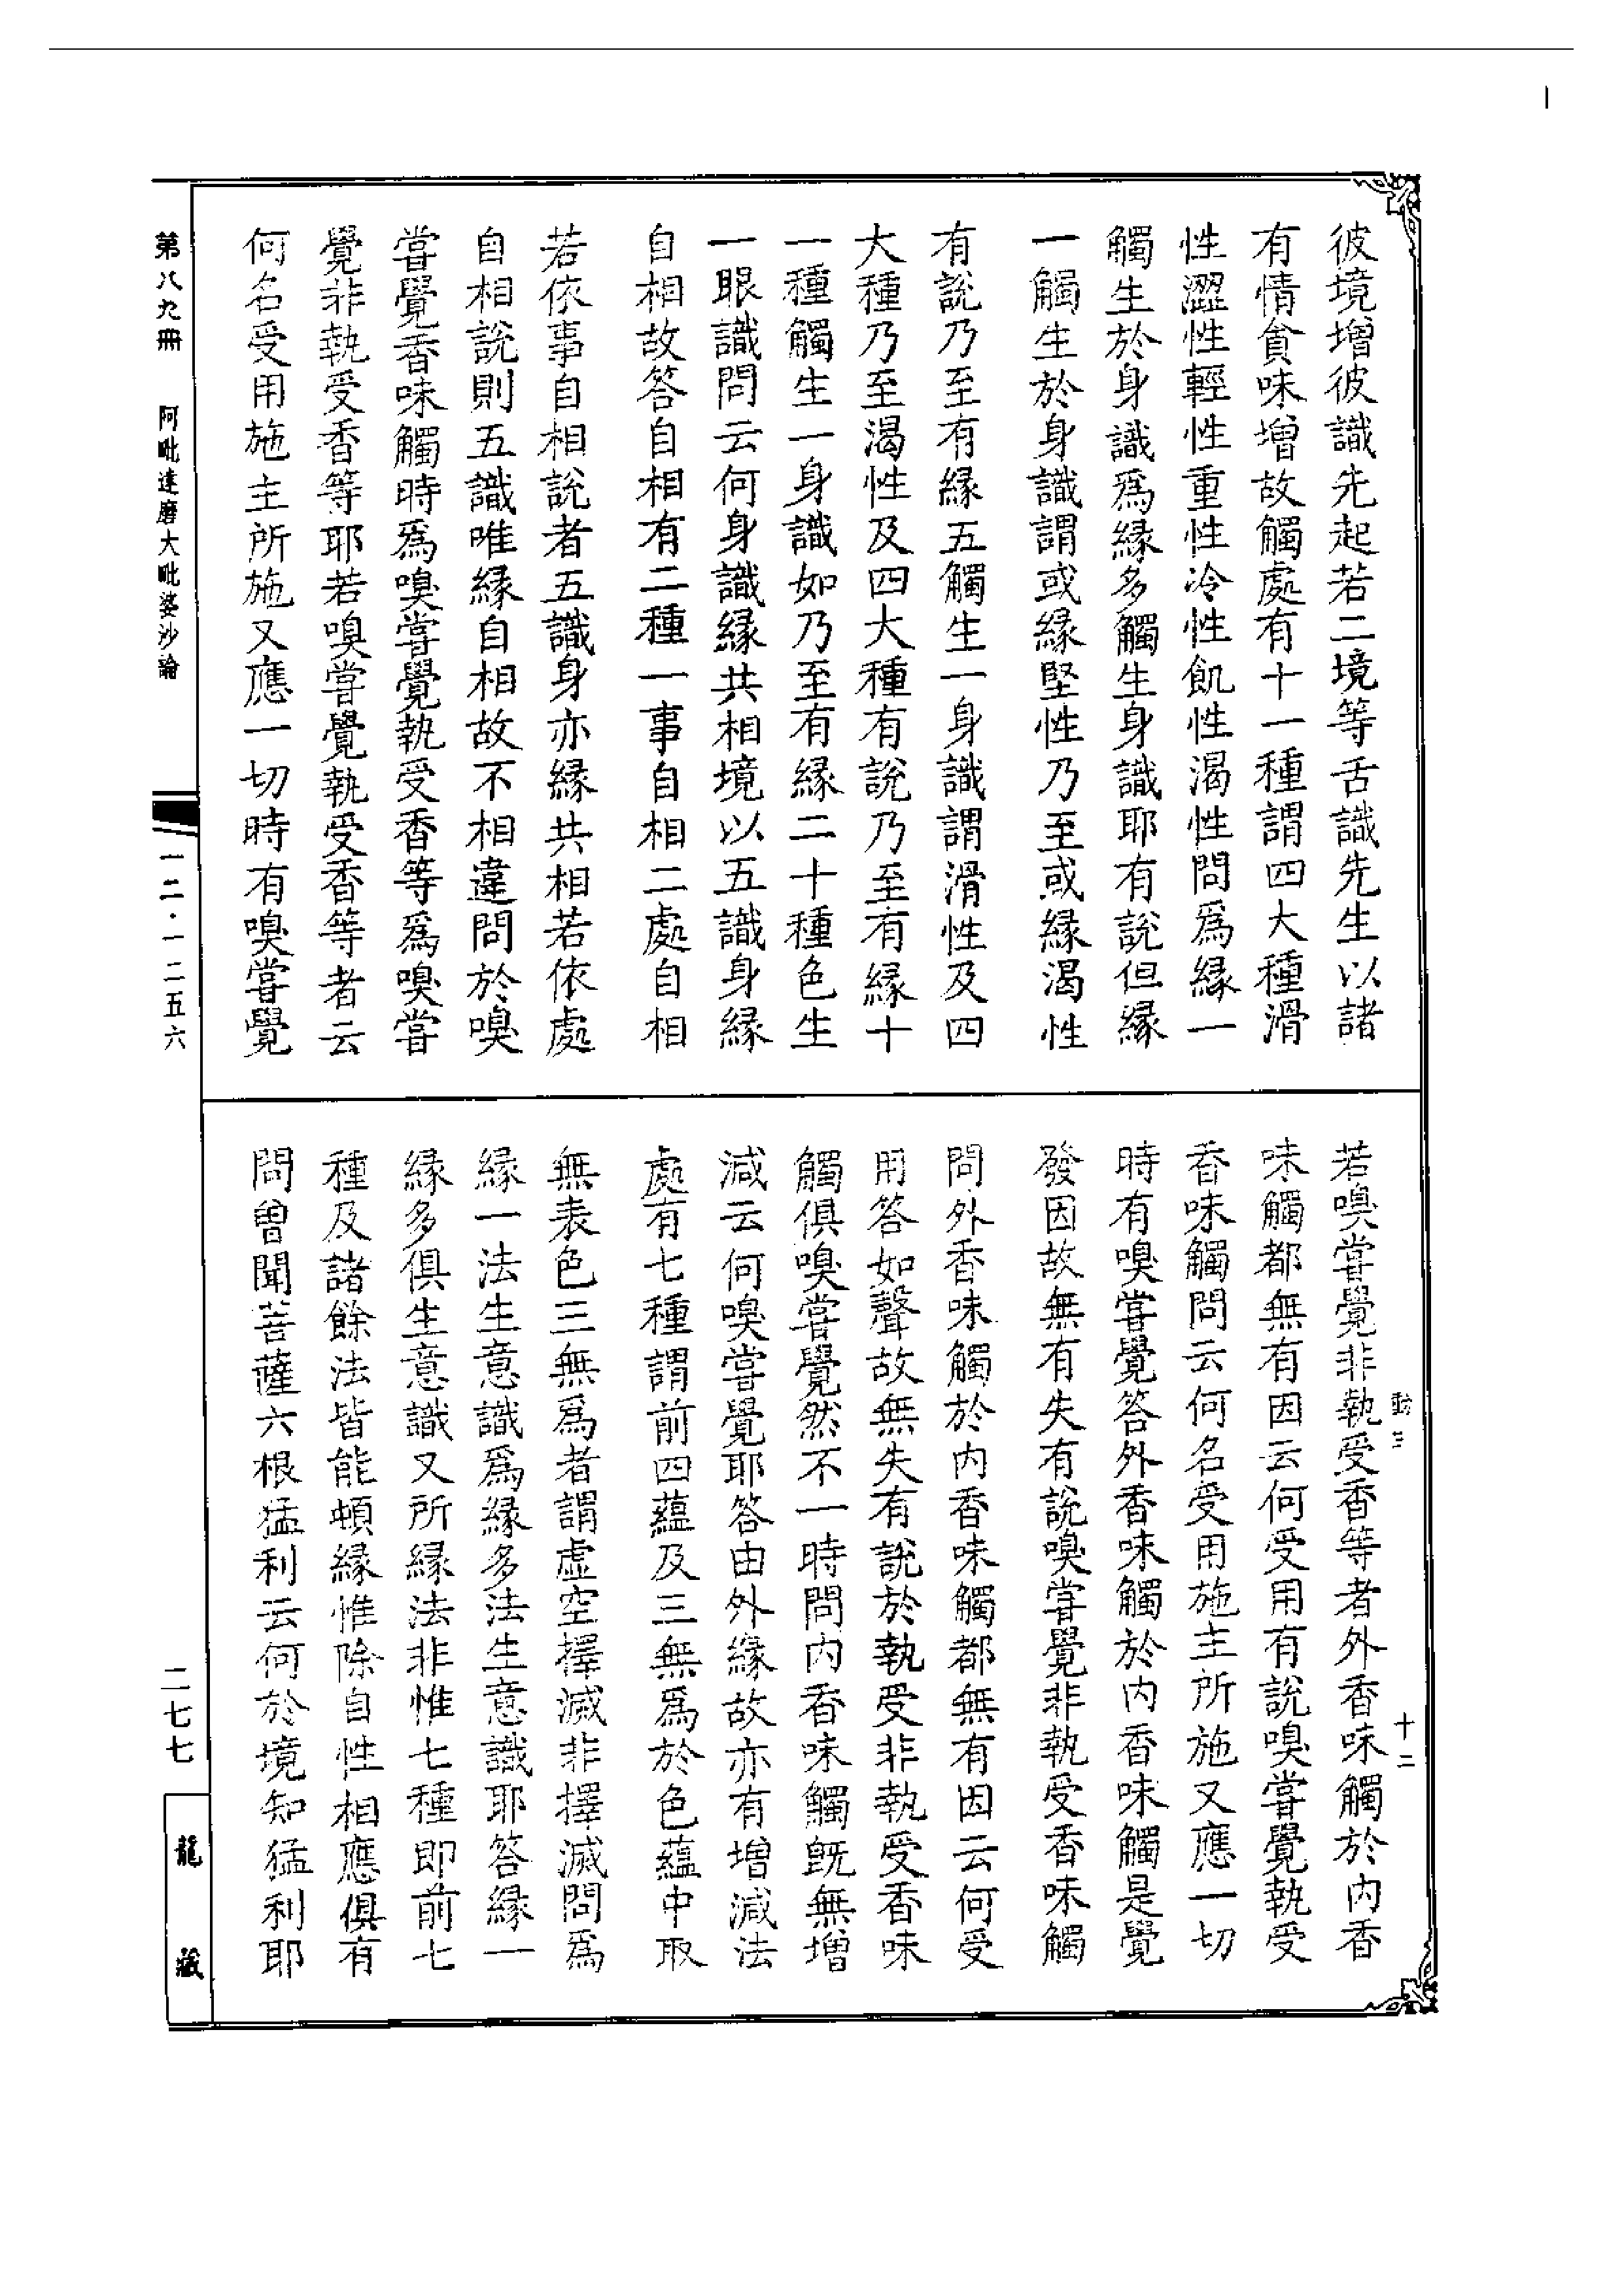 彼境增彼識先起若二境等舌識先生以諸
有情貪味增故觸處有十一種謂四大種滑
性澀性輕性重性冷性飢性渴性問爲緣一
觸生於身識爲緣多觸生身識耶有說但緣
一觸生於身識謂或緣堅性乃至或緣渴性
有說乃至有緣五觸生一身識謂滑性及四
大種乃至渴性及四大種有說乃至有緣十
一種觸生一身識如乃至有緣二十種色生
一眼識問云何身識緣共相境以五識身緣
自相故答自相有二種一事自相二處自相
若依事自相說者五識身亦緣共相若依處
自相說則五識唯緣自相故不相違問於嗅
嘗覺香味觸時爲嗅嘗覺執受香等爲嗅嘗
覺非執受香等耶若嗅嘗覺執受香等者云
何名受用施主所施又應一切時有嗅嘗覺
若嗅嘗覺非執受香等者外香味觸於內香
味觸都無有因云何受用有說嗅嘗覺執受
香味觸問云何名受用施主所施又應一切
時有嗅嘗覺答外香味觸於內香味觸是覺
發因故無有失有說嗅嘗覺非執受香味觸
問外香味觸於內香味觸都無有因云何受
用答如聲故無失有說於執受非執受香味
觸俱嗅嘗覺然不一時問內香味觸旣無增
減云何嗅嘗覺耶答由外緣故亦有增減法
處有七種謂前四蘊及三無爲於色蘊中取
無表色三無爲者謂虛空擇滅非擇滅問爲
緣一法生意識爲緣多法生意識耶答緣一
緣多俱生意識又所緣法非惟七種即前七
種及諸餘法皆能頓緣惟除自性相應俱有
問曾聞菩薩六根猛利云何於境知猛利耶
十二
第八九冊 阿毗達磨大毗婆沙論
一二·一二五六
二七七
龍藏